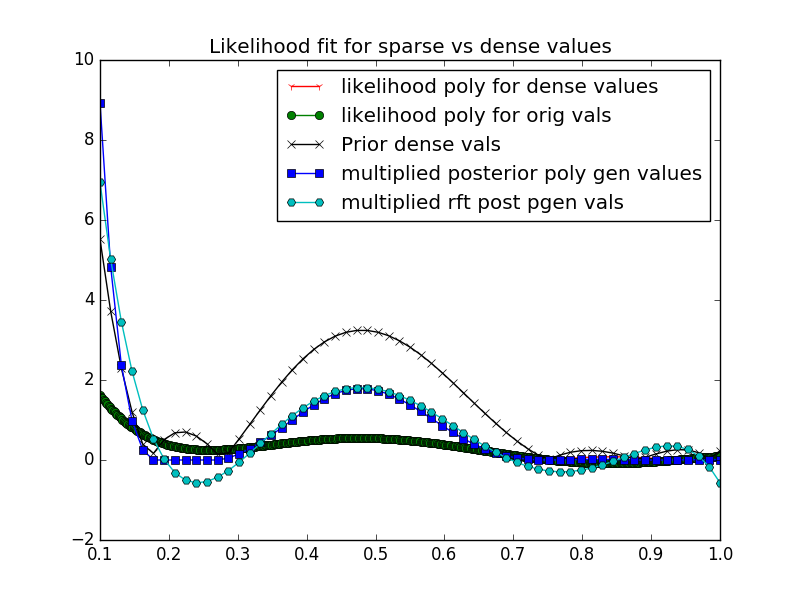 Likelihood fit for sparse vs dense values
10
8
6
4
2
0
−2
likelihood poly for dense values
likelihood poly for orig vals
Prior dense vals
multiplied posterior poly gen values
multiplied rft post pgen vals
0.1 0.2 0.3 0.4 0.5 0.6 0.7 0.8 0.9 1.0